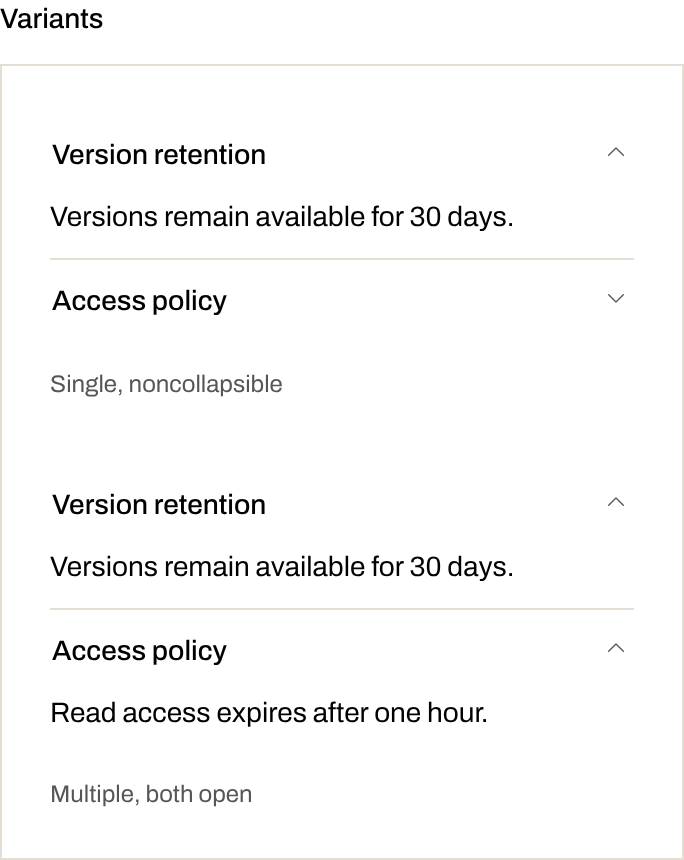 Variants
Version retention
Versions remain available for 30 days.
Access policy
Single, noncollapsible
Version retention
Versions remain available for 30 days.
Access policy
Read access expires after one hour.
Multiple, both open